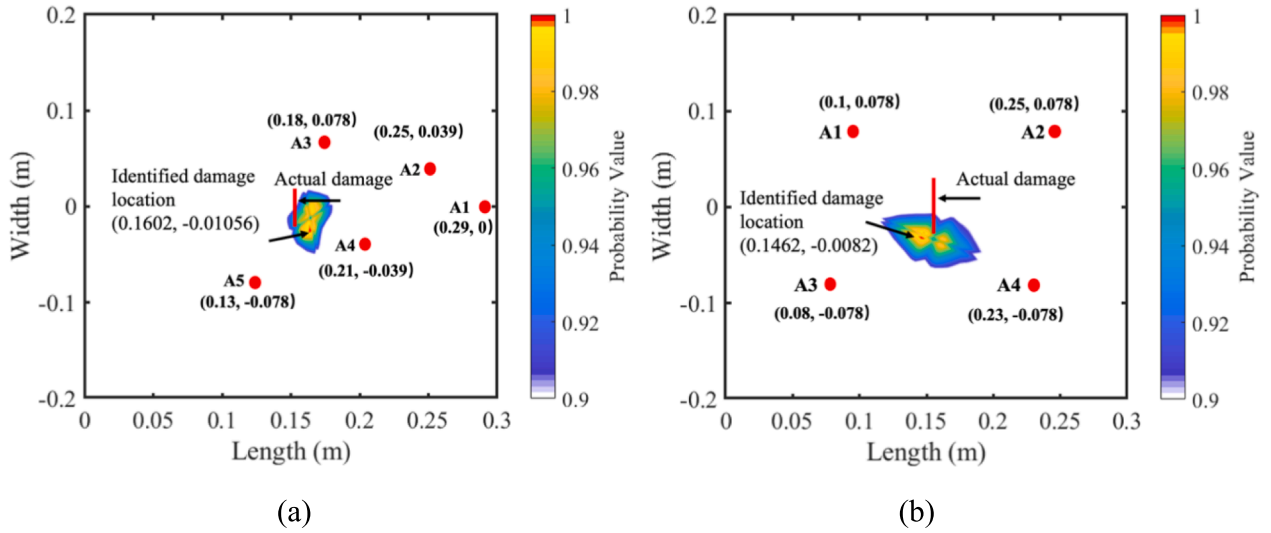 0.2
0.1
0
-0.1
-0.2
Width (m)
0
0.05
0.1
0.15
0.2
0.25
0.3
Length (m)
(0.18, 0.078)
A3
(0.25, 0.039)
A2
Identified damage
location
(0.1602, -0.01056)
Actual damage
A1
(0.29, 0)
A4
(0.21, -0.039)
A5
(0.13, -0.078)
1
0.98
0.96
0.94
0.92
0.9
Probability Value
(a)
0.2
0.1
0
-0.1
-0.2
Width (m)
0
0.05
0.1
0.15
0.2
0.25
0.3
Length (m)
(0.1, 0.078)
A1
(0.25, 0.078)
A2
Actual damage
Identified damage
location
(0.1462, -0.0082)
A3
(0.08, -0.078)
A4
(0.23, -0.078)
1
0.98
0.96
0.94
0.92
0.9
Probability Value
(b)